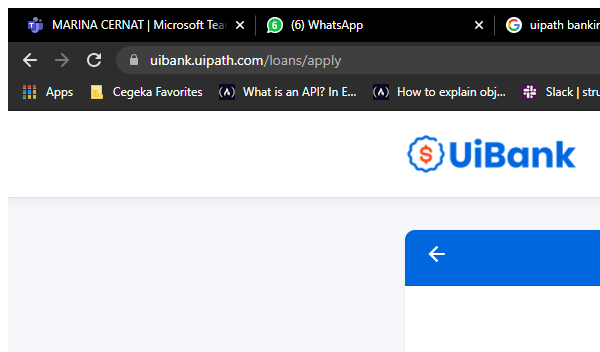 MARINA CERNAT | Microsoft Tea
6 (6) WhatsApp
uipath bankin
uibank.uipath.com/loans/apply
Apps
Cegeka Favorites
What is an API? In E...
How to explain obj...
Slack | stru
$ UiBank